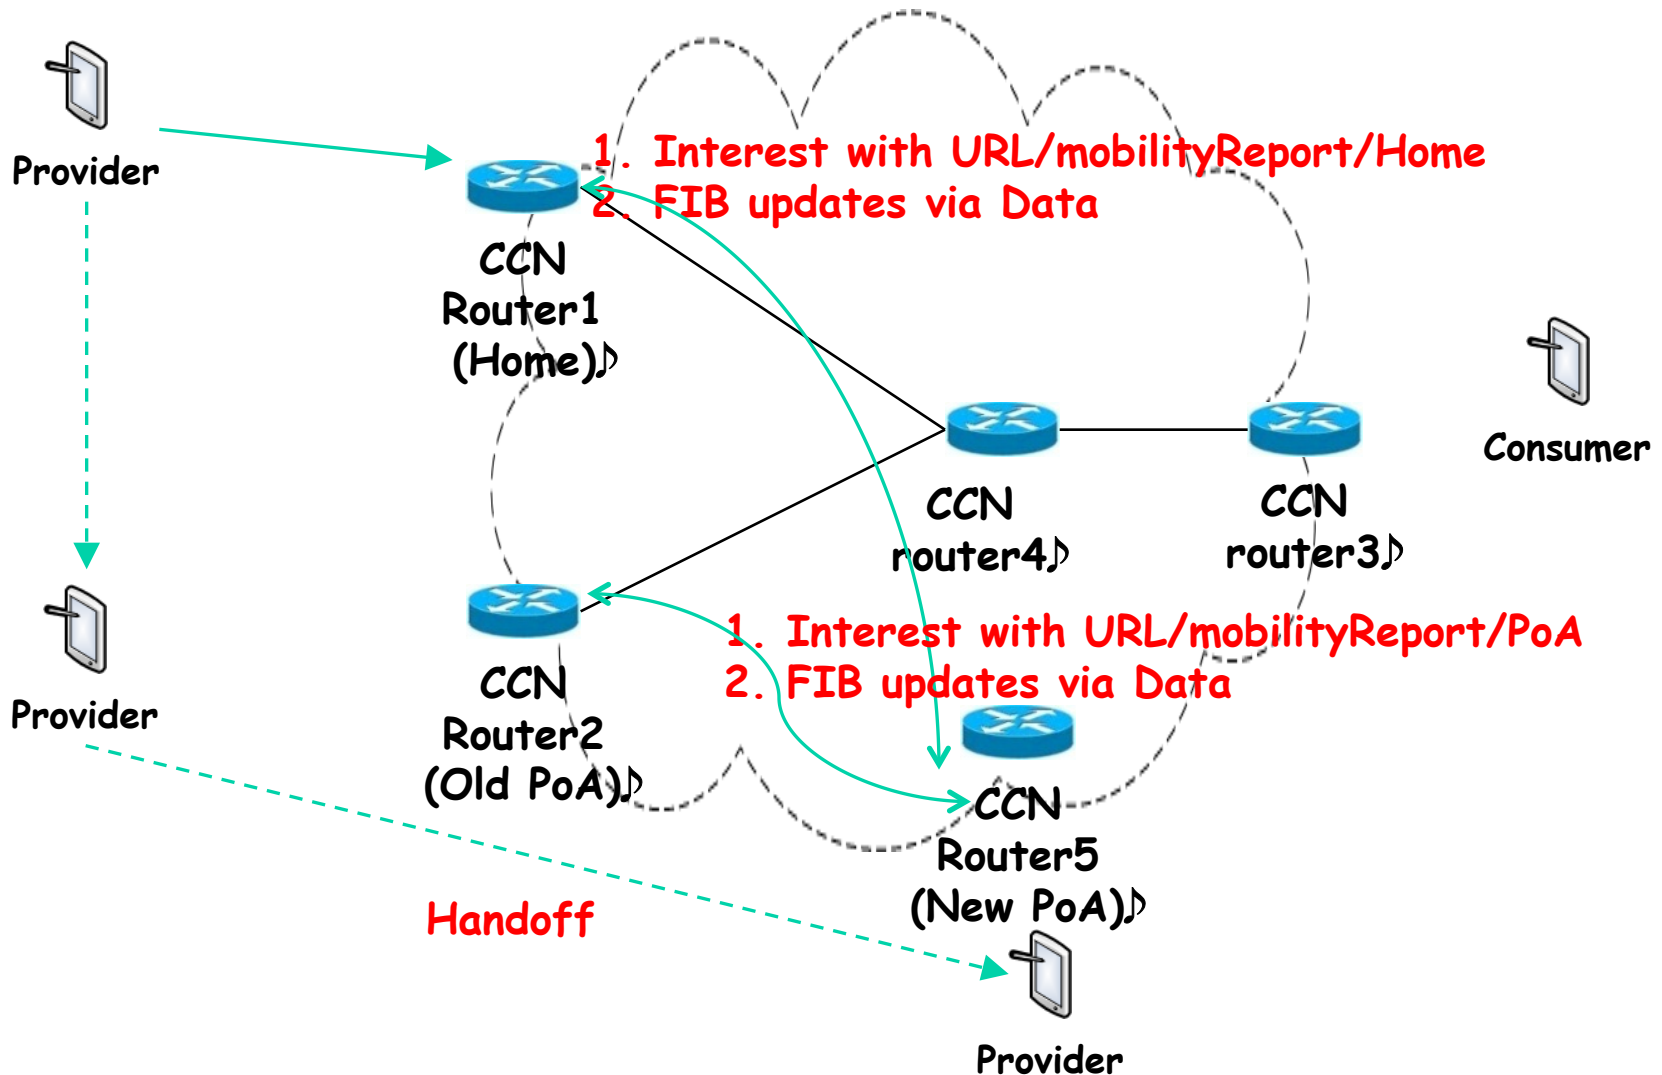 Provider
1. Interest with URL/mobilityReport/Home
2. FIB updates via Data
CCN
Router1
(Home)♪
Consumer
CCN
router4♪
CCN
router3♪
1. Interest with URL/mobilityReport/PoA
2. FIB updates via Data
CCN
Router2
(Old PoA)♪
Provider
CCN
Router5
(New PoA)♪
Handoff
Provider